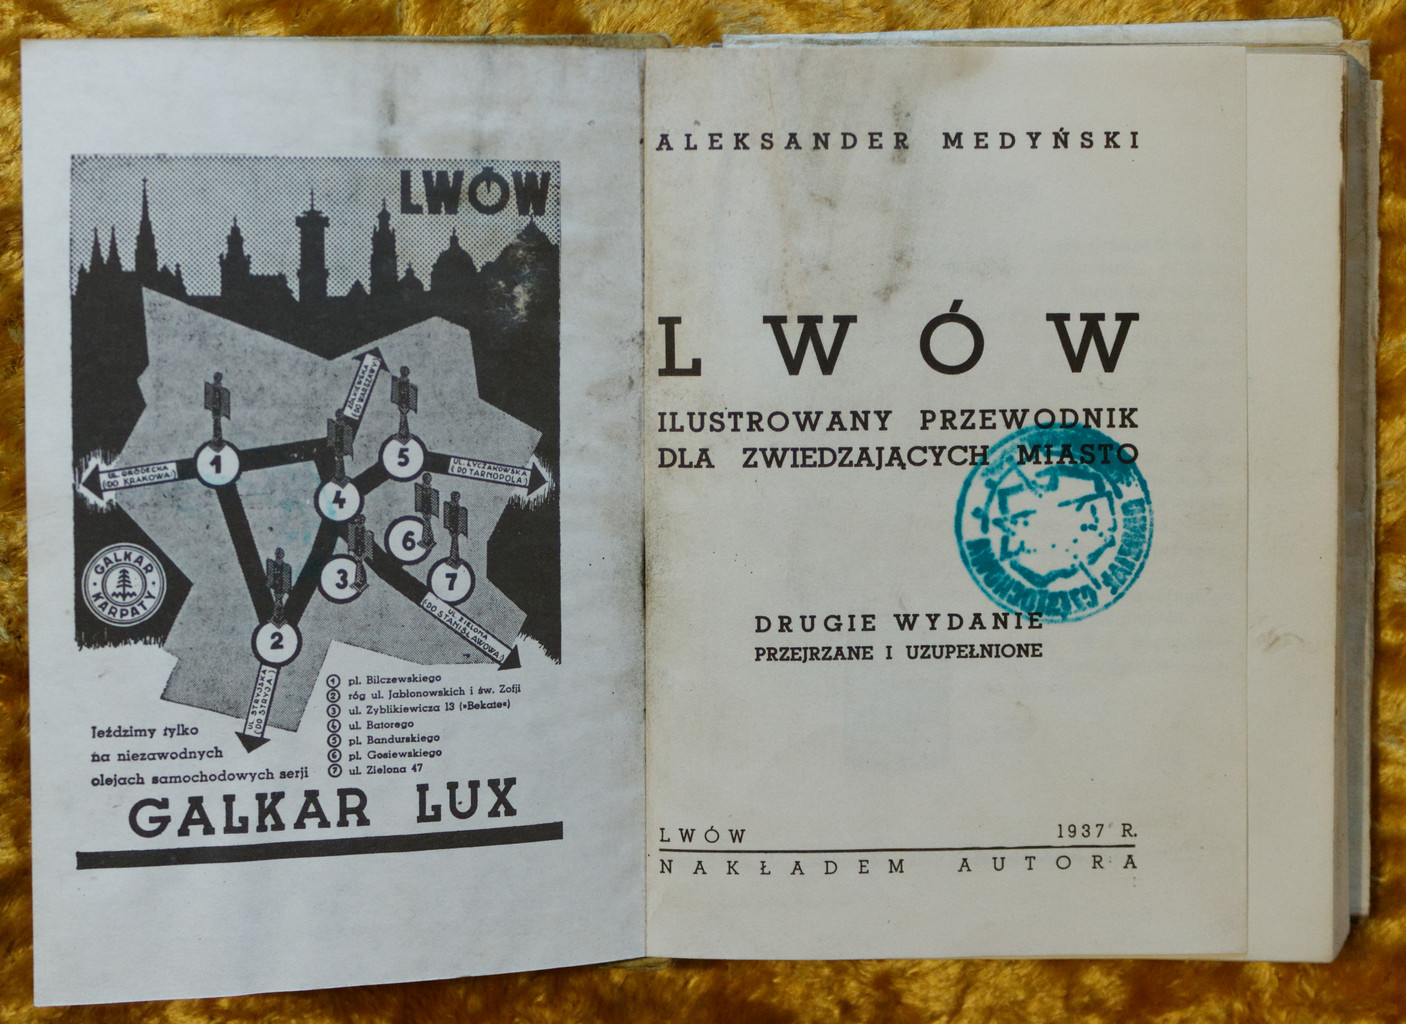 LWÓW
ŻÓŁKIEWSKA
(DO WARSZAWY)
1
5
UL. GRÓDECKA
(DO KRAKOWA)
UL. ŁYCZAKOWSKA
(DO TARNOPOLA)
4
6
3
7
GALKAR
KARPATY
UL. ZIELONA
(DO STANISŁAWOWA)
2
UL. STRYJSKA
(DO STRYJA)
1 pl. Bilczewskiego
2 róg ul. Jabłonowskich i św. Zofji
3 ul. Zyblikiewicza 13 (»Bekate«)
4 ul. Batorego
5 pl. Bandurskiego
6 pl. Gosiewskiego
7 ul. Zielona 47
Jeździmy tylko
na niezawodnych
olejach samochodowych serji
GALKAR LUX
ALEKSANDER MEDYŃSKI
LWÓW
ILUSTROWANY PRZEWODNIK
DLA ZWIEDZAJĄCYCH MIASTO
DRUGIE WYDANIE
PRZEJRZANE I UZUPEŁNIONE
LWÓW 1937 R.
NAKŁADEM AUTORA